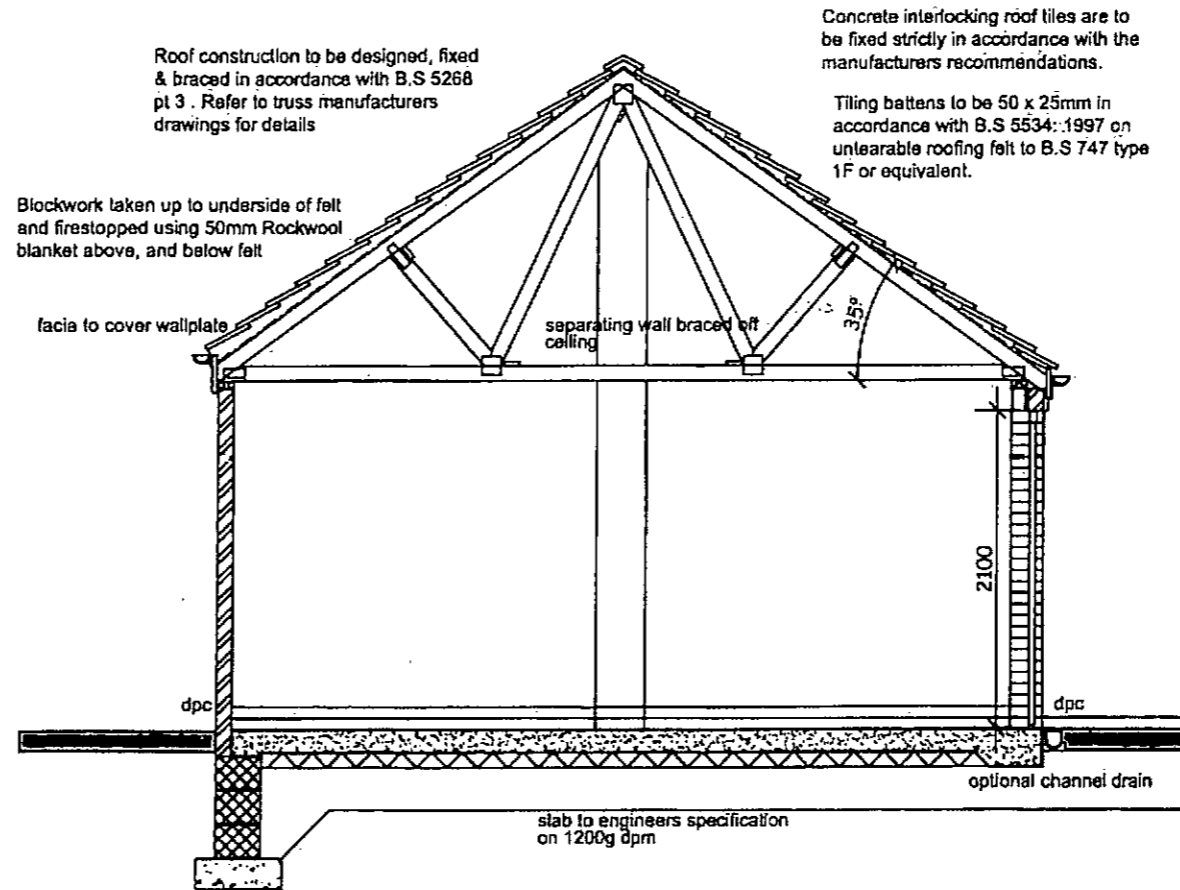 Roof construction to be designed, fixed
& braced in accordance with B.S 5268
pt 3 . Refer to truss manufacturers
drawings for details
Concrete interlocking roof tiles are to
be fixed strictly in accordance with the
manufacturers recommendations.
Tiling battens to be 50 x 25mm in
accordance with B.S 5534: 1997 on
untearable roofing felt to B.S 747 type
1F or equivalent.
Blockwork taken up to underside of felt
and firestopped using 50mm Rockwool
blanket above, and below felt
facia to cover wallplate
separating wall braced off
ceiling
35°
2100
dpc
dpc
optional channel drain
slab to engineers specification
on 1200g dpm